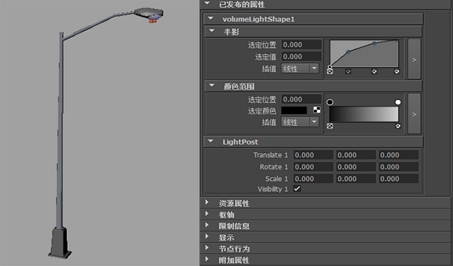 已发布的属性
volumeLightShape1
半影
选定位置 0.000
选定值 0.000
插值 线性
>
颜色范围
选定位置 0.000
选定颜色
插值 线性
>
LightPost
Translate 1 0.000 0.000 0.000
Rotate 1 0.000 0.000 0.000
Scale 1 0.000 0.000 0.000
Visibility 1
资源属性
枢轴
限制信息
显示
节点行为
附加属性